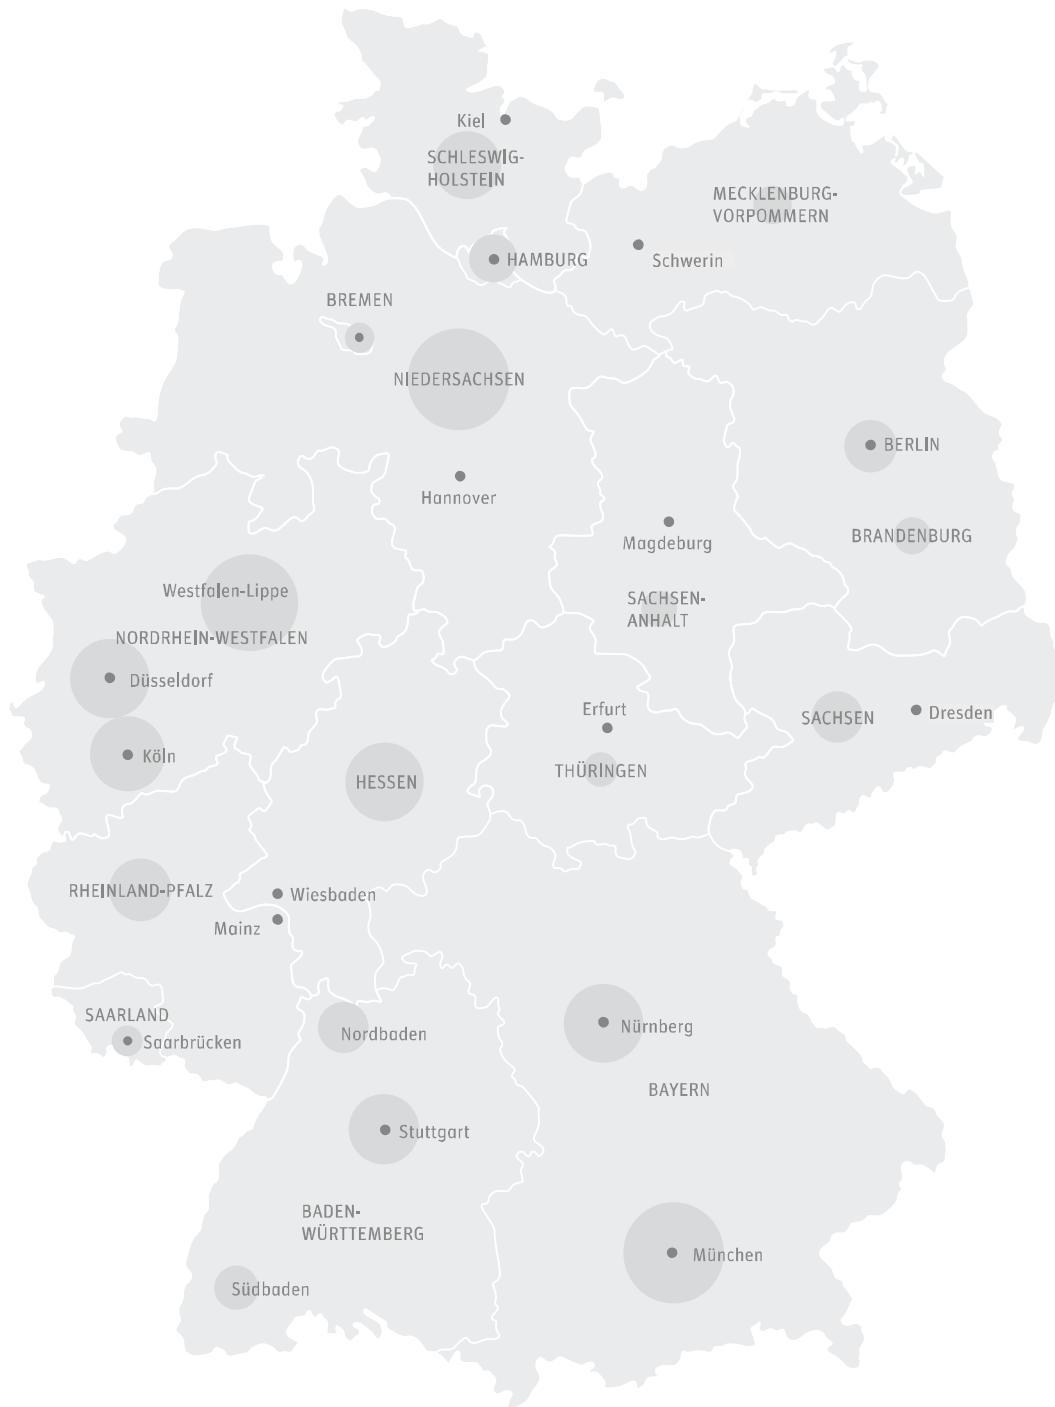 Kiel
SCHLESWIG-
HOLSTEIN
MECKLENBURG-
VORPOMMERN
HAMBURG
Schwerin
BREMEN
NIEDERSACHSEN
BERLIN
Hannover
BRANDENBURG
Magdeburg
Westfalen-Lippe
SACHSEN-
ANHALT
NORDRHEIN-WESTFALEN
Düsseldorf
Erfurt
Dresden
SACHSEN
Köln
THÜRINGEN
HESSEN
RHEINLAND-PFALZ
Wiesbaden
Mainz
SAARLAND
Saarbrücken
Nordbaden
Nürnberg
BAYERN
Stuttgart
BADEN-
WÜRTTEMBERG
München
Südbaden